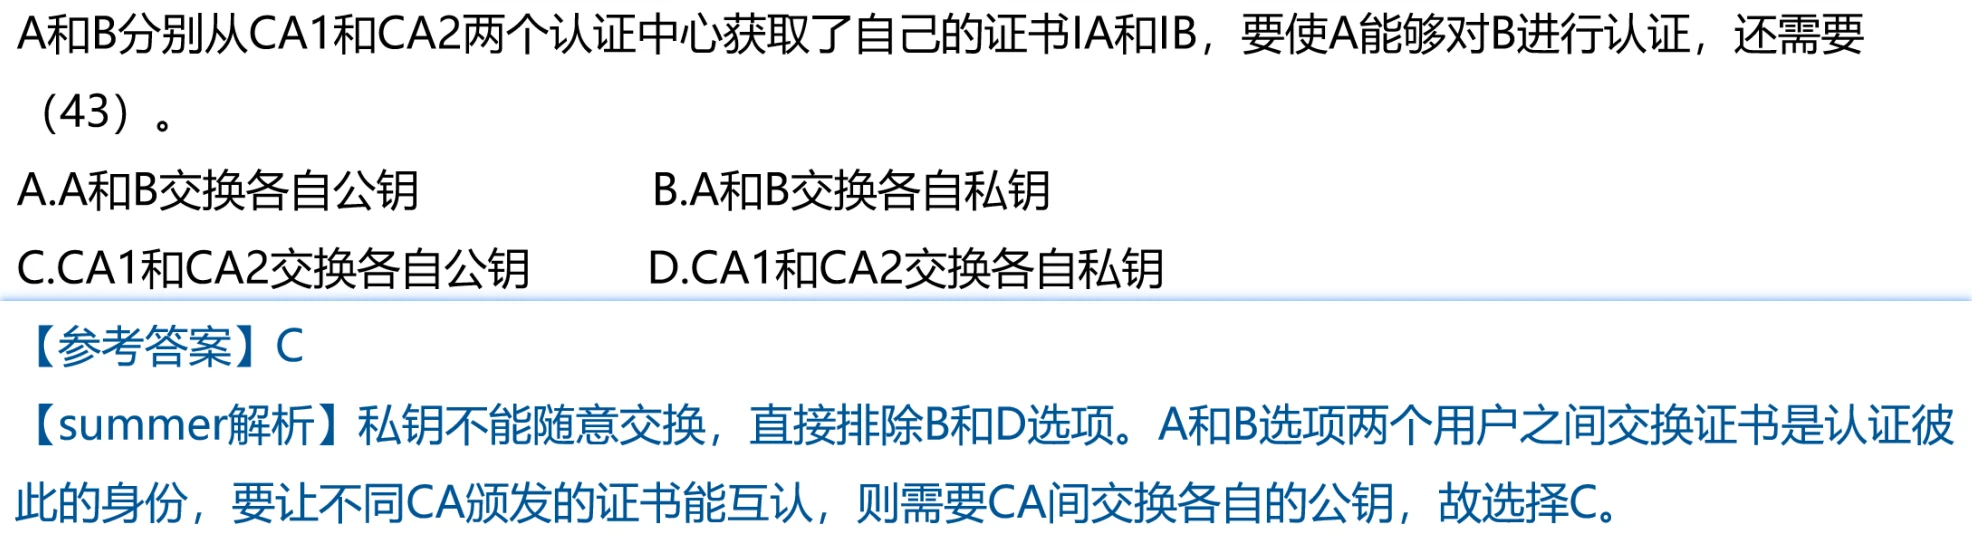 A和B分别从CA1和CA2两个认证中心获取了自己的证书IA和IB，要使A能够对B进行认证，还需要
（43）。
A.A和B交换各自公钥 B.A和B交换各自私钥
C.CA1和CA2交换各自公钥 D.CA1和CA2交换各自私钥
【参考答案】C
【summer解析】私钥不能随意交换，直接排除B和D选项。A和B选项两个用户之间交换证书是认证彼
此的身份，要让不同CA颁发的证书能互认，则需要CA间交换各自的公钥，故选择C。